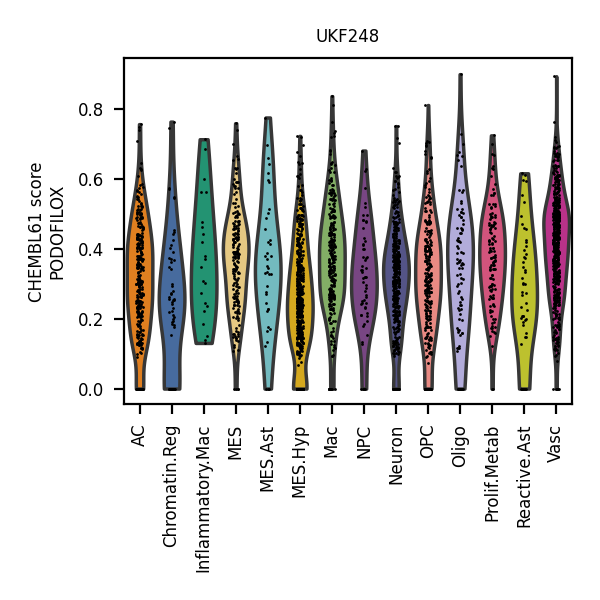 UKF248
CHEMBL61 score
PODOFILOX
0.8
0.6
0.4
0.2
0.0
AC
Chromatin.Reg
Inflammatory.Mac
MES
MES.Ast
MES.Hyp
Mac
NPC
Neuron
OPC
Oligo
Prolif.Metab
Reactive.Ast
Vasc